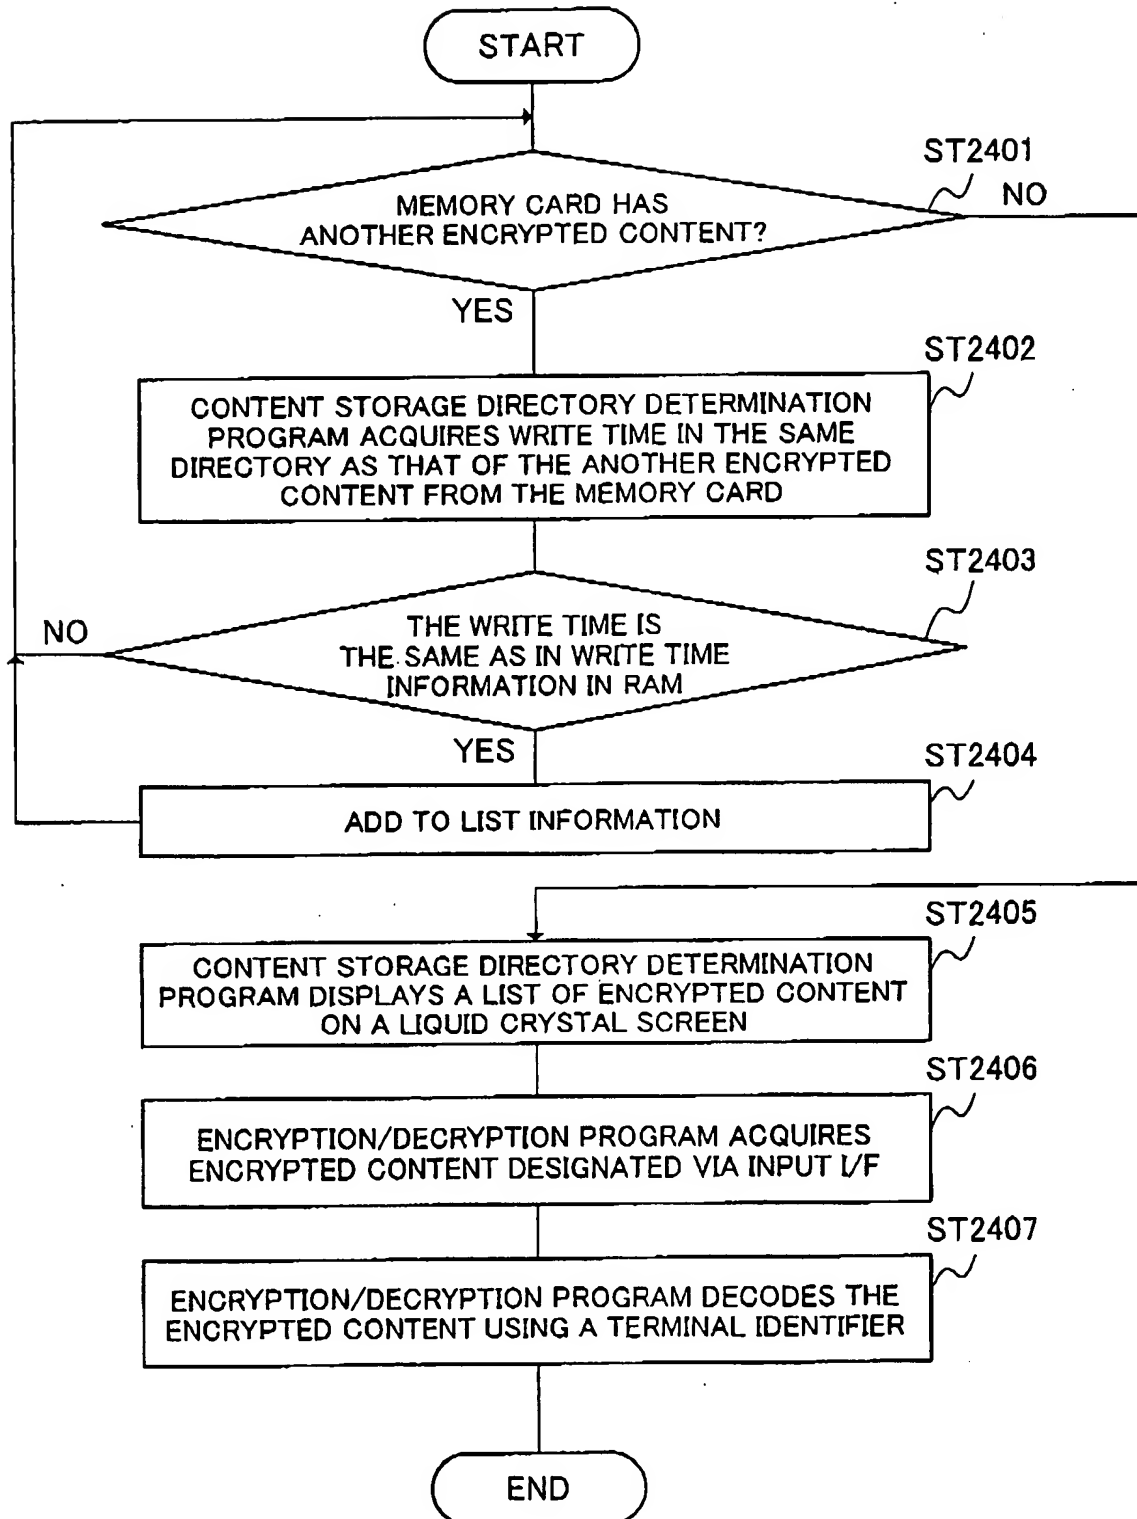 START
ST2401
NO
MEMORY CARD HAS
ANOTHER ENCRYPTED CONTENT?
YES
ST2402
CONTENT STORAGE DIRECTORY DETERMINATION
PROGRAM ACQUIRES WRITE TIME IN THE SAME
DIRECTORY AS THAT OF THE ANOTHER ENCRYPTED
CONTENT FROM THE MEMORY CARD
ST2403
NO
THE WRITE TIME IS
THE SAME AS IN WRITE TIME
INFORMATION IN RAM
YES
ST2404
ADD TO LIST INFORMATION
ST2405
CONTENT STORAGE DIRECTORY DETERMINATION
PROGRAM DISPLAYS A LIST OF ENCRYPTED CONTENT
ON A LIQUID CRYSTAL SCREEN
ST2406
ENCRYPTION/DECRYPTION PROGRAM ACQUIRES
ENCRYPTED CONTENT DESIGNATED VIA INPUT I/F
ST2407
ENCRYPTION/DECRYPTION PROGRAM DECODES THE
ENCRYPTED CONTENT USING A TERMINAL IDENTIFIER
END